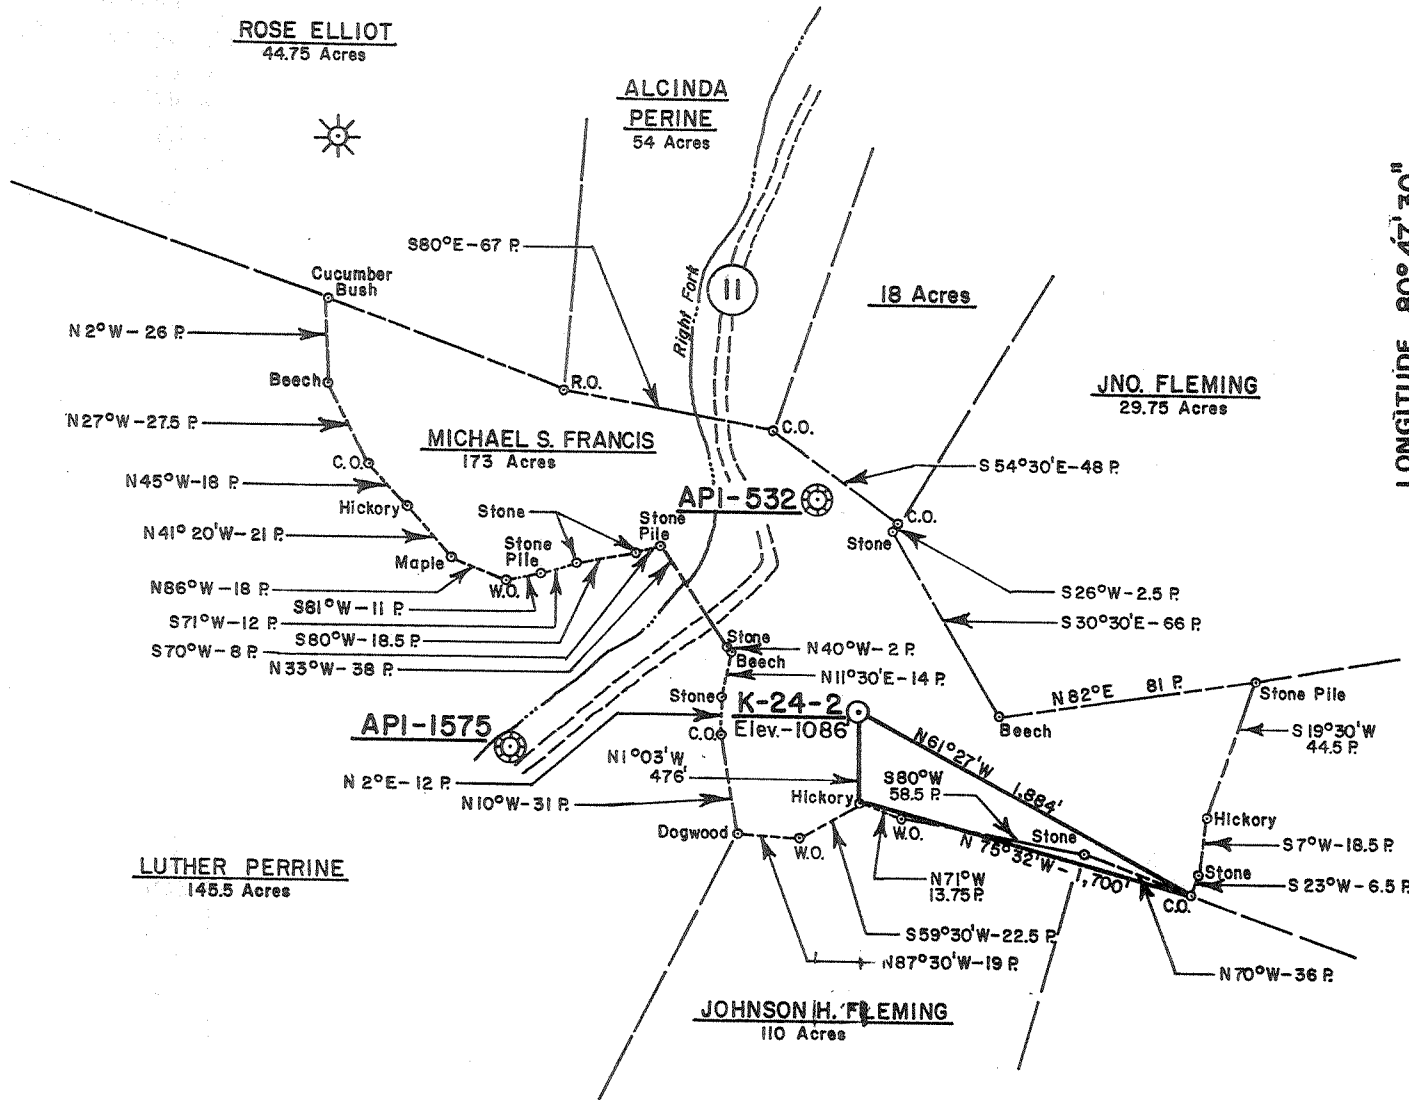 ROSE ELLIOT
44.75 Acres
ALCINDA
PERINE
54 Acres
S80°E-67 P.
Cucumber
Bush
11
Right Fork
18 Acres
LONGITUDE 80°47'30"
N 2°W-26 P.
Beech
R.O.
JNO. FLEMING
29.75 Acres
N27°W-27.5 P.
MICHAEL S. FRANCIS
173 Acres
C.O.
C.O.
S 54°30'E-48 P.
N45°W-18 P.
Hickory
Stone
Stone
Pile
API-532
C.O.
Stone
N41°20'W-21 P.
Maple
Stone
Pile
W.O.
N86°W-18 P.
S81°W-11 P.
S71°W-12 P.
S80°W-18.5 P.
S70°W-8 P.
N33°W-38 P.
S26°W-2.5 P.
S30°30'E-66 P.
Stone
Beech
N40°W-2 P.
N11°30'E-14 P.
N 82°E 81 P.
Stone Pile
Stone
K-24-2
Elev.-1086'
Beech
S19°30'W
44.5 P.
API-1575
C.O.
N1°03'W
476'
N61°27'W 1,884'
N 2°E-12 P.
N10°W-31 P.
S80°W
58.5 P.
Hickory
W.O.
Stone
Hickory
Dogwood
W.O.
N 75°32'W-1,700'
S7°W-18.5 P.
Stone
S 23°W-6.5 P.
C.O.
LUTHER PERRINE
145.5 Acres
N71°W
13.75 P.
S59°30'W-22.5 P.
N87°30'W-19 P.
N70°W-36 P.
JOHNSON H. FLEMING
110 Acres